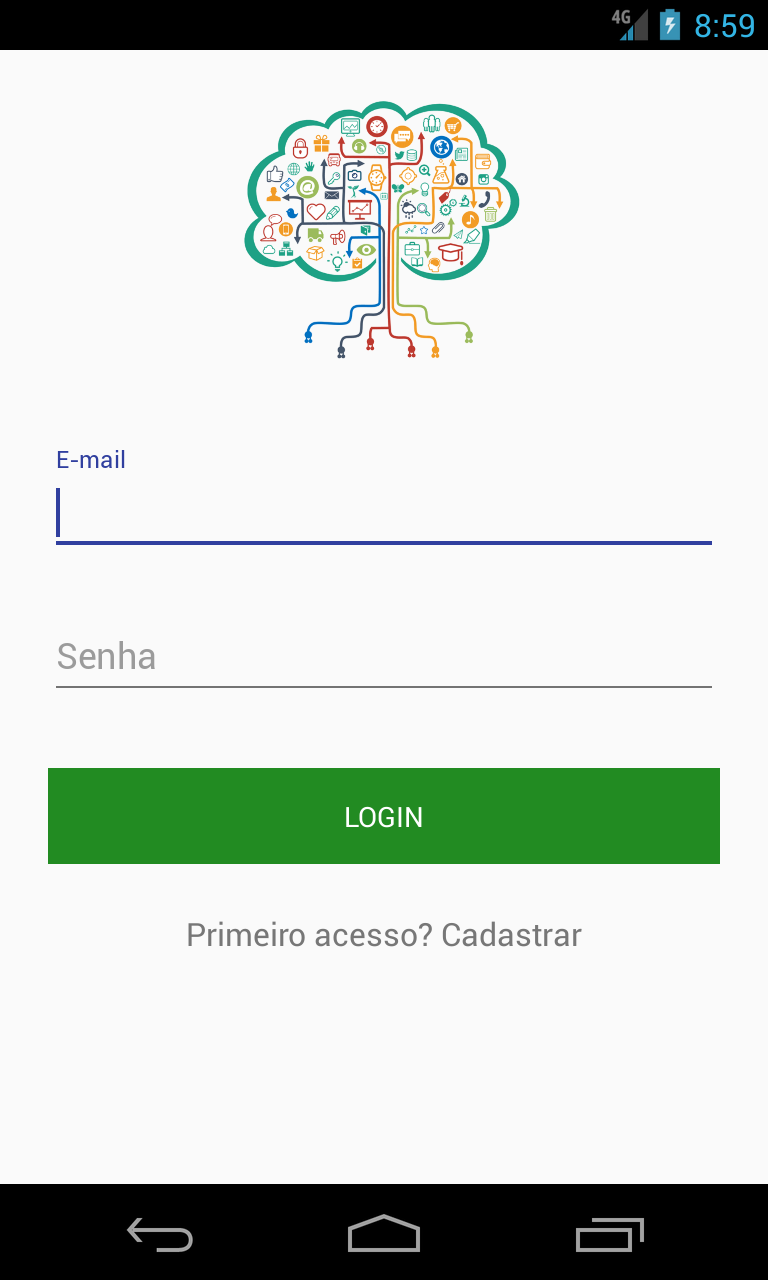 4G 8:59
E-mail
Senha
LOGIN
Primeiro acesso? Cadastrar